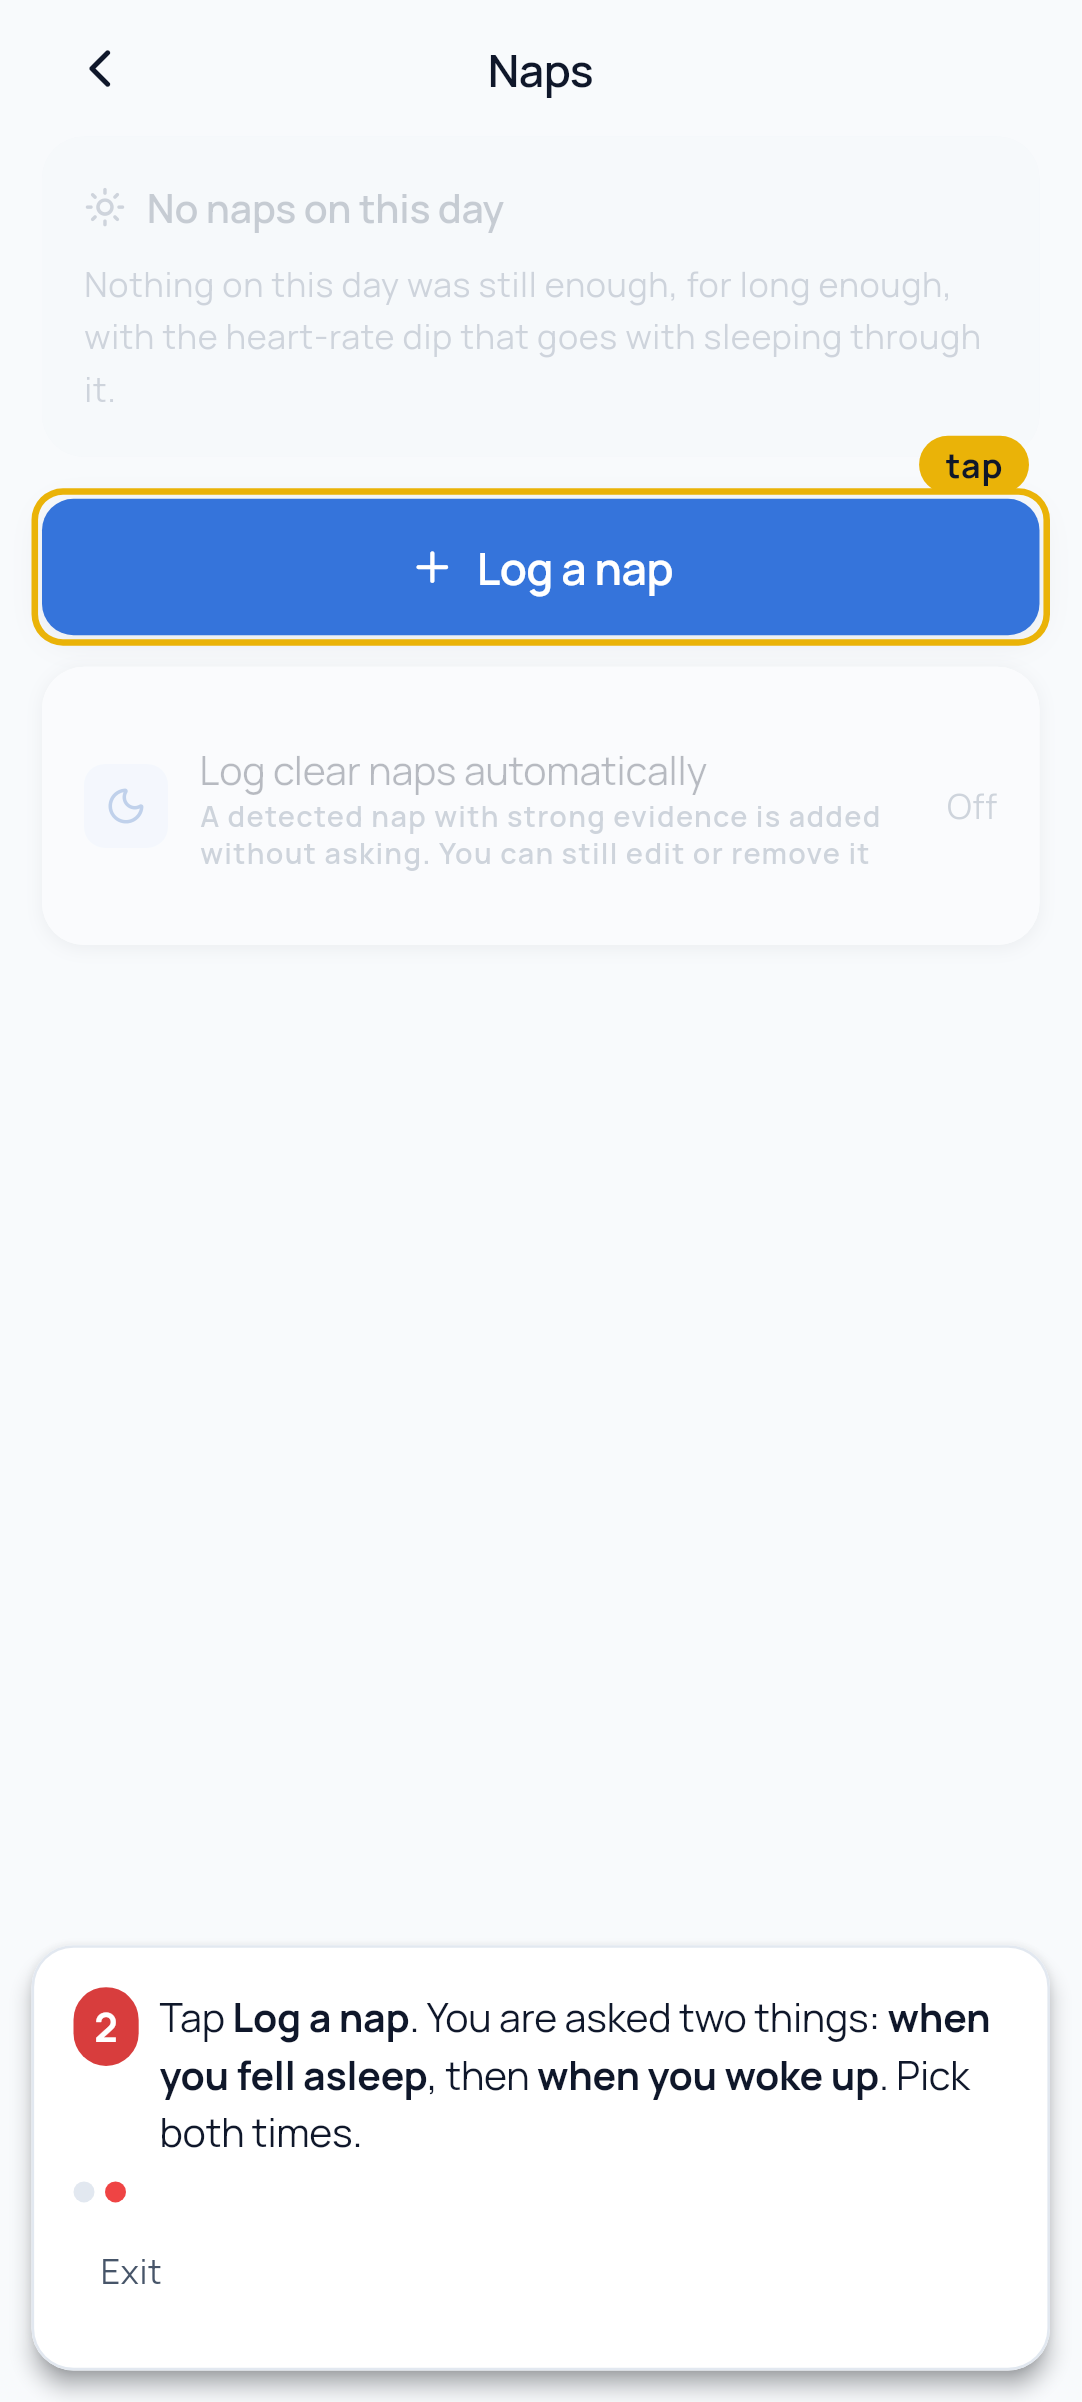 Naps
No naps on this day
Nothing on this day was still enough, for long enough,
with the heart-rate dip that goes with sleeping through
it.
tap
Log a nap
Log clear naps automatically
A detected nap with strong evidence is added
without asking. You can still edit or remove it
Off
2
Tap Log a nap. You are asked two things: when
you fell asleep, then when you woke up. Pick
both times.
Exit